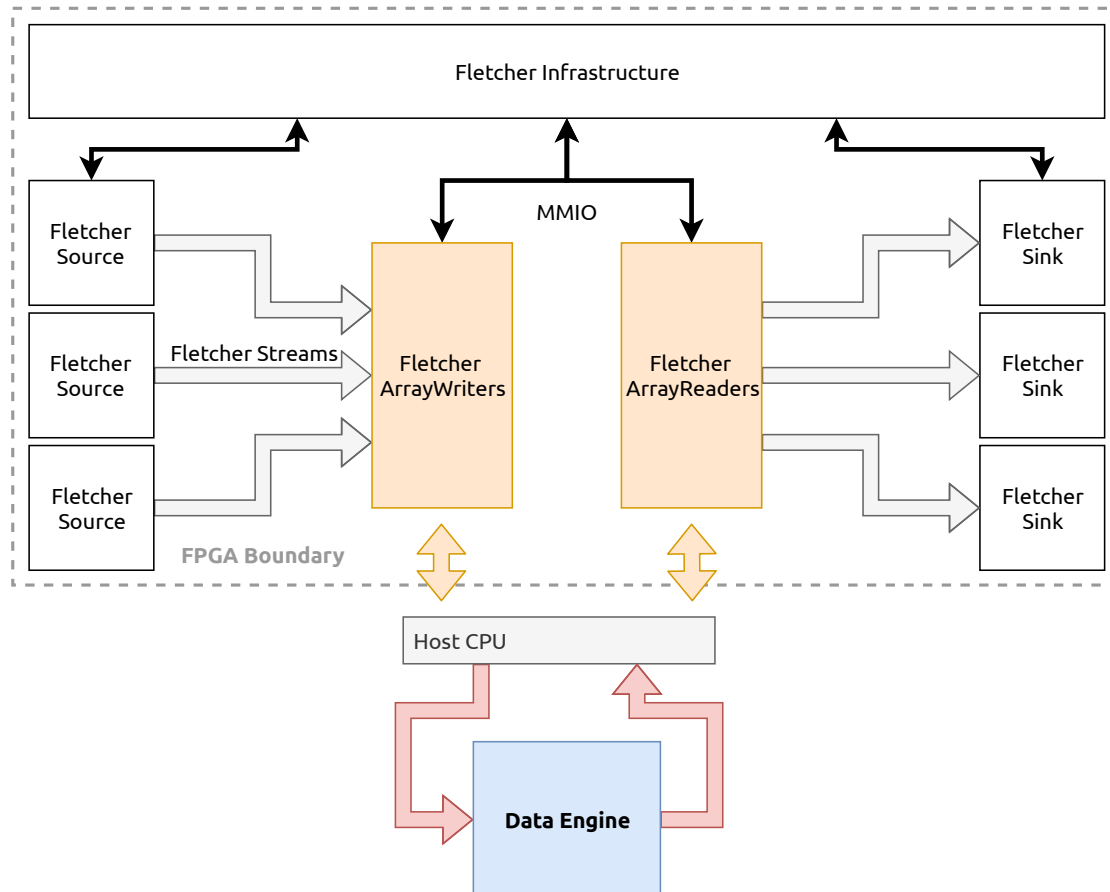 Fletcher Infrastructure
MMIO
Fletcher
Source
Fletcher
Sink
Fletcher Streams
Fletcher
Source
Fletcher
ArrayWriters
Fletcher
ArrayReaders
Fletcher
Sink
Fletcher
Source
Fletcher
Sink
FPGA Boundary
Host CPU
Data Engine